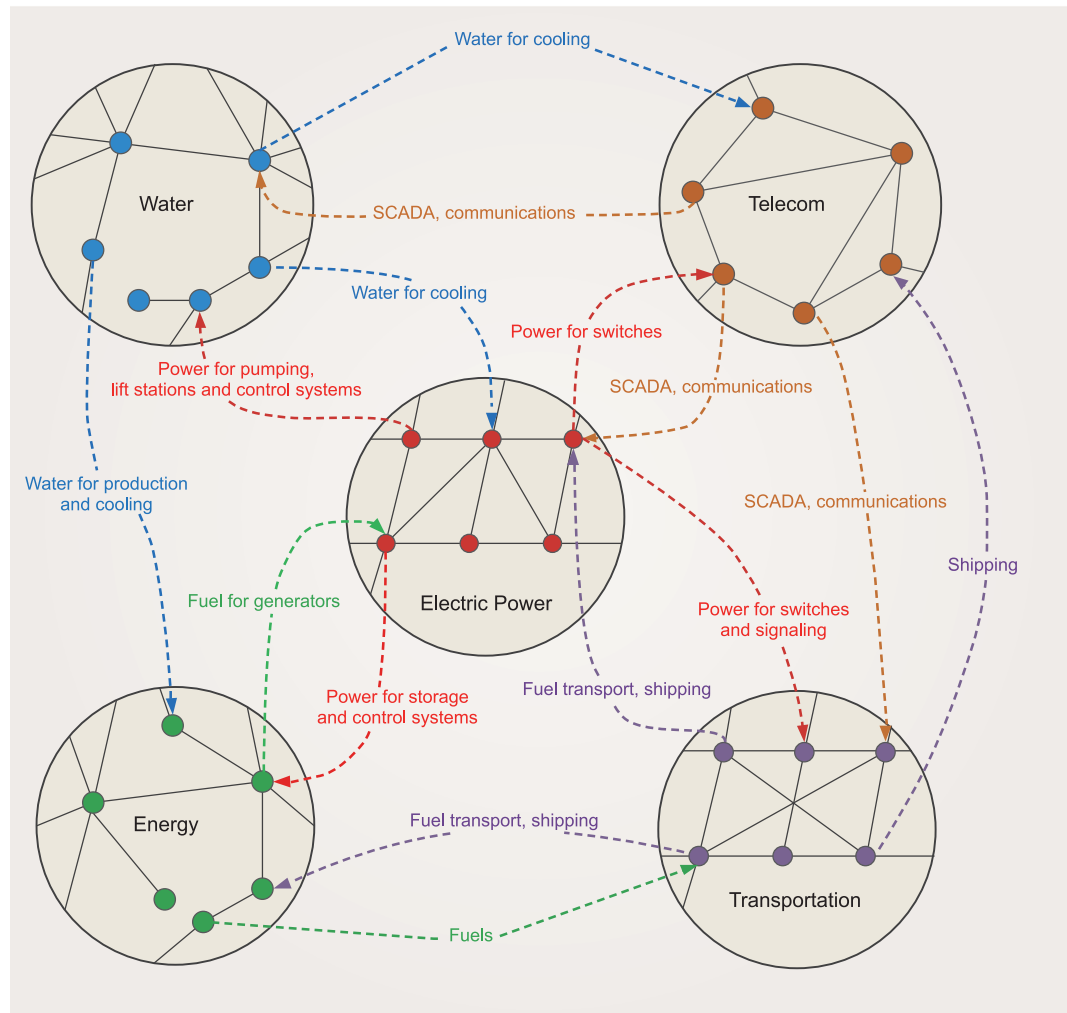 Water for cooling
Water
Telecom
SCADA, communications
Water for cooling
Power for switches
Power for pumping,
lift stations and control systems
SCADA, communications
Water for production
and cooling
SCADA, communications
Shipping
Fuel for generators
Electric Power
Power for switches
and signaling
Fuel transport, shipping
Power for storage
and control systems
Energy
Fuel transport, shipping
Transportation
Fuels